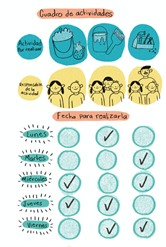 Cuadro de actividades
Actividad
Por realizar
Responsable de
la actividad
Fecha para realizarla
Lunes
Martes
Miércoles
Jueves
Viernes